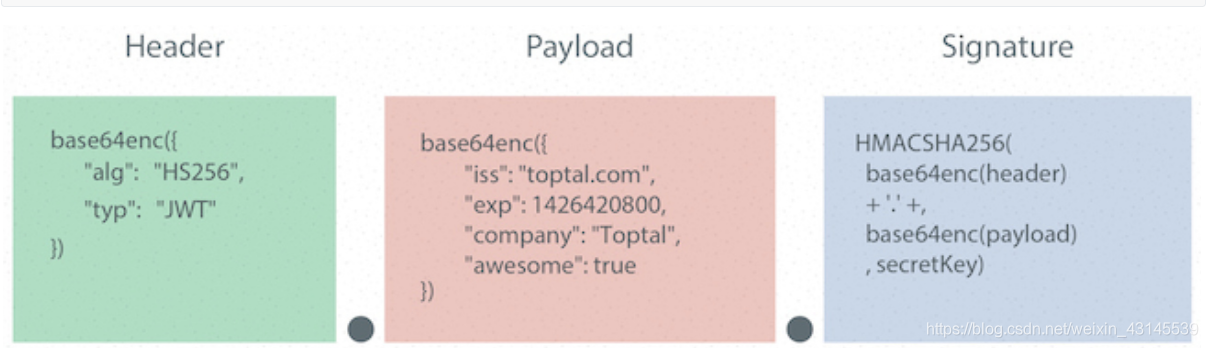 Header
base64enc({
"alg": "HS256",
"typ": "JWT"
})
Payload
base64enc({
"iss": "toptal.com",
"exp": 1426420800,
"company": "Toptal",
"awesome": true
})
Signature
HMACSHA256(
base64enc(header)
+ '.' +,
base64enc(payload)
, secretKey)
https://blog.csdn.net/weixin_43145539